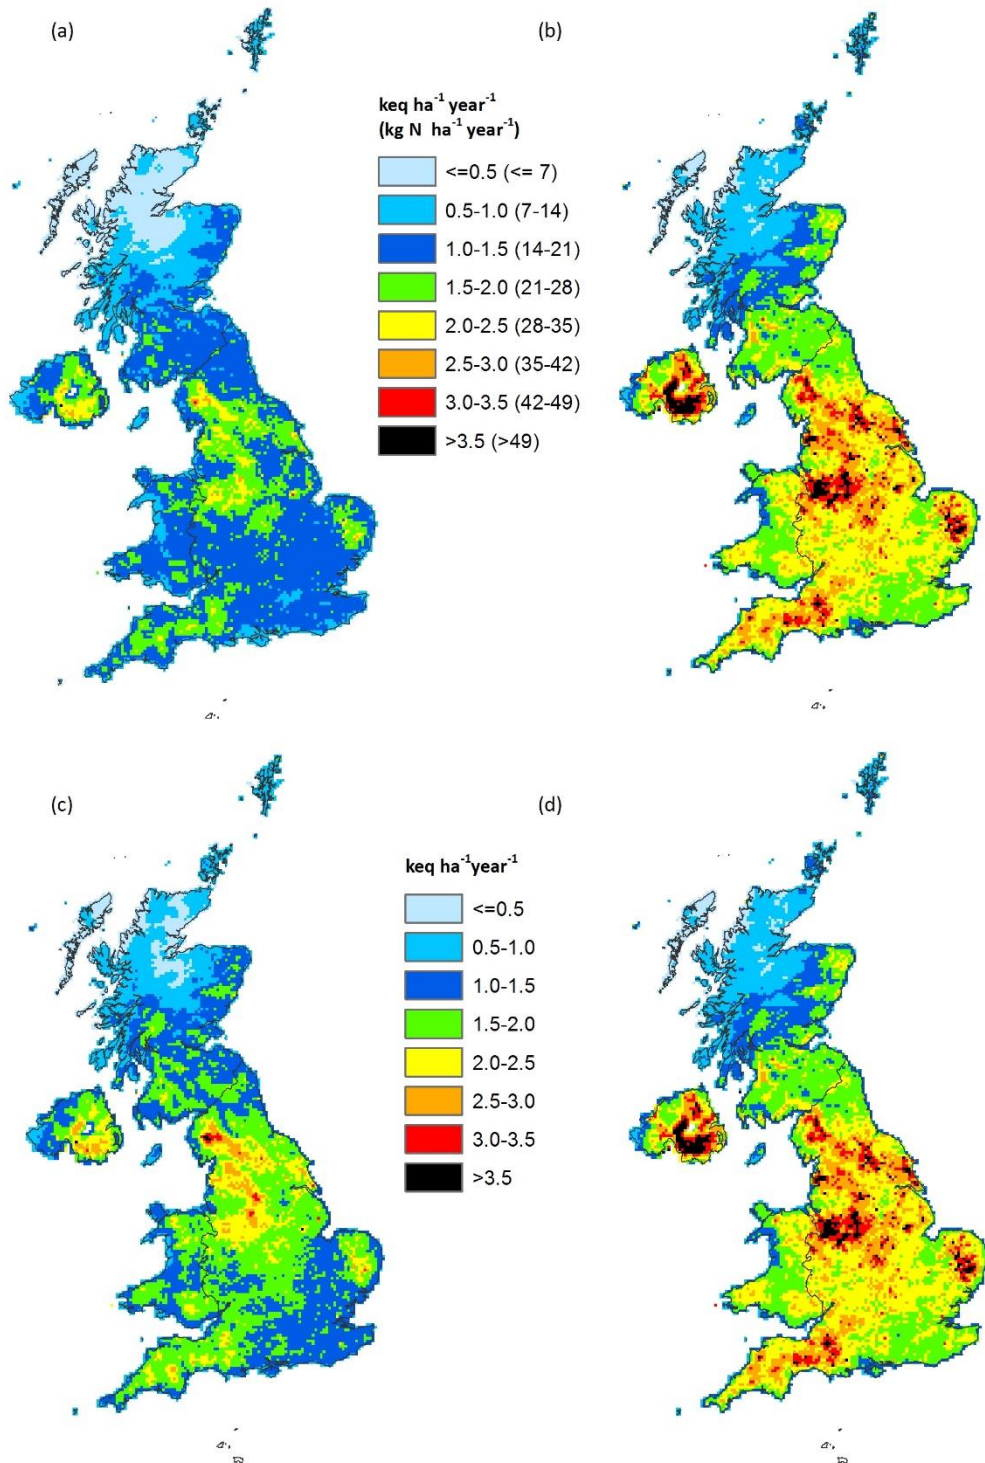 (a)
(b)
keq ha⁻¹ year⁻¹
(kg N ha⁻¹ year⁻¹)
<=0.5 (<= 7)
0.5-1.0 (7-14)
1.0-1.5 (14-21)
1.5-2.0 (21-28)
2.0-2.5 (28-35)
2.5-3.0 (35-42)
3.0-3.5 (42-49)
>3.5 (>49)
(c)
(d)
keq ha⁻¹year⁻¹
<=0.5
0.5-1.0
1.0-1.5
1.5-2.0
2.0-2.5
2.5-3.0
3.0-3.5
>3.5